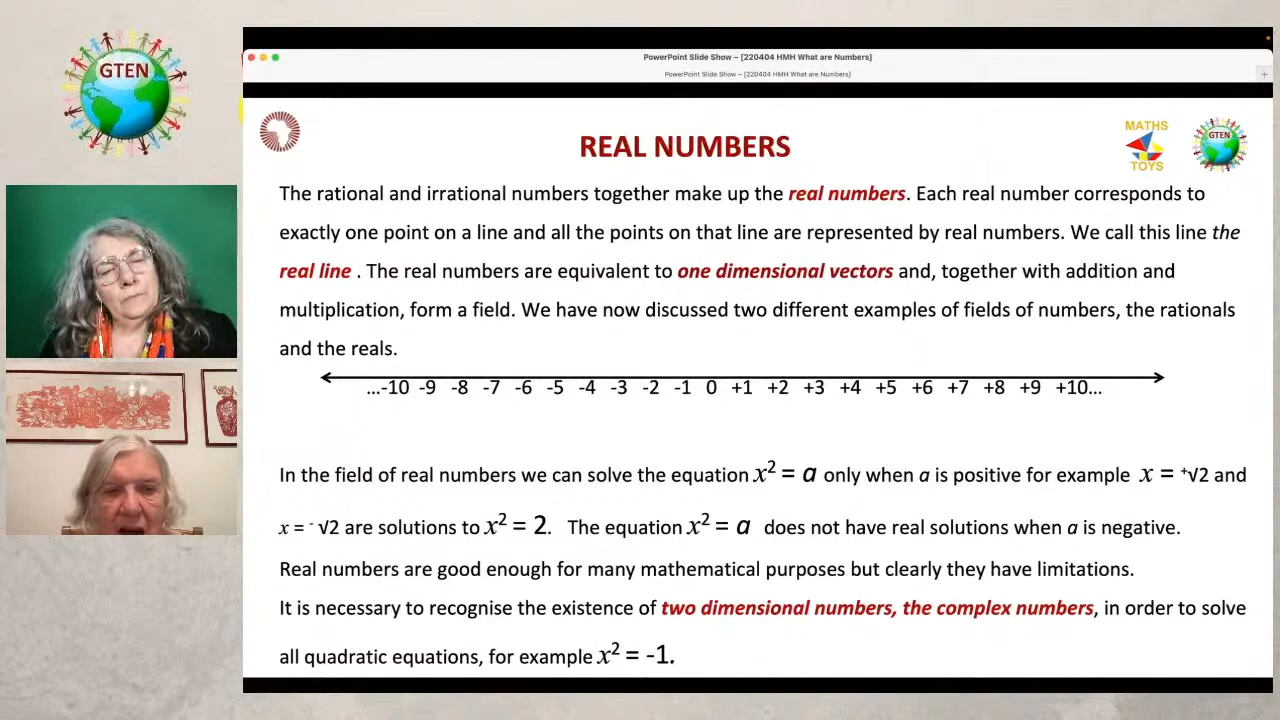 GTEN
PowerPoint Slide Show – [220404 HMH What are Numbers]
PowerPoint Slide Show – [220404 HMH What are Numbers]
REAL NUMBERS
MATHS
TOYS
GTEN
The rational and irrational numbers together make up the real numbers. Each real number corresponds to
exactly one point on a line and all the points on that line are represented by real numbers. We call this line the
real line . The real numbers are equivalent to one dimensional vectors and, together with addition and
multiplication, form a field. We have now discussed two different examples of fields of numbers, the rationals
and the reals.
...-10 -9 -8 -7 -6 -5 -4 -3 -2 -1 0 +1 +2 +3 +4 +5 +6 +7 +8 +9 +10...
In the field of real numbers we can solve the equation x² = a only when a is positive for example x = ⁺√2 and
x = ⁻ √2 are solutions to x² = 2. The equation x² = a does not have real solutions when a is negative.
Real numbers are good enough for many mathematical purposes but clearly they have limitations.
It is necessary to recognise the existence of two dimensional numbers, the complex numbers, in order to solve
all quadratic equations, for example x² = -1.